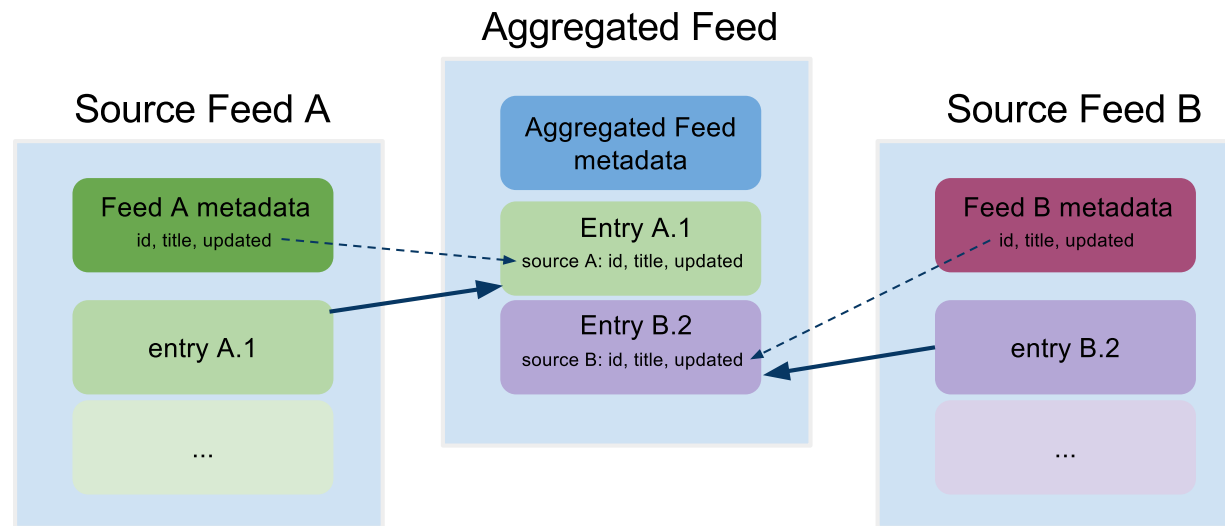 Aggregated Feed
Source Feed A
Source Feed B
Aggregated Feed
metadata
Feed A metadata
id, title, updated
entry A.1
...
Entry A.1
source A: id, title, updated
Entry B.2
source B: id, title, updated
Feed B metadata
id, title, updated
entry B.2
...